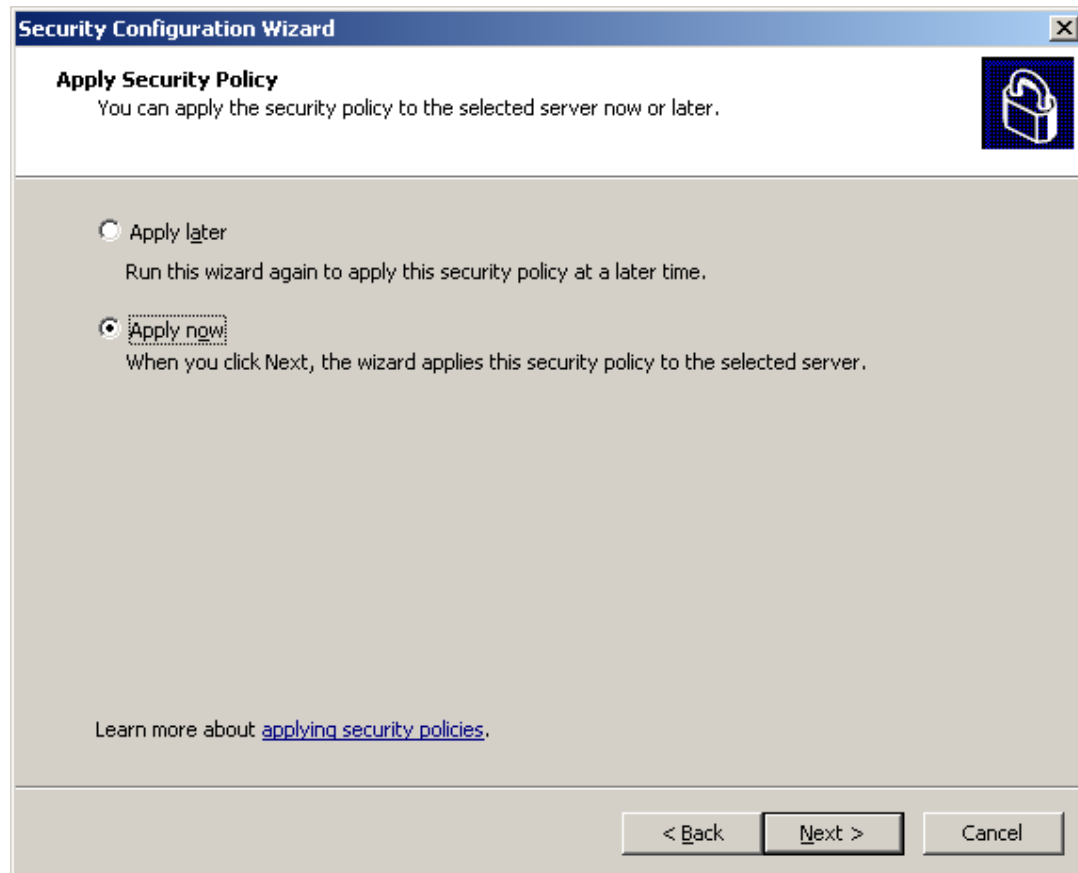 Security Configuration Wizard
Apply Security Policy
You can apply the security policy to the selected server now or later.
Apply later
Run this wizard again to apply this security policy at a later time.
Apply now
When you click Next, the wizard applies this security policy to the selected server.
Learn more about applying security policies.
< Back Next > Cancel